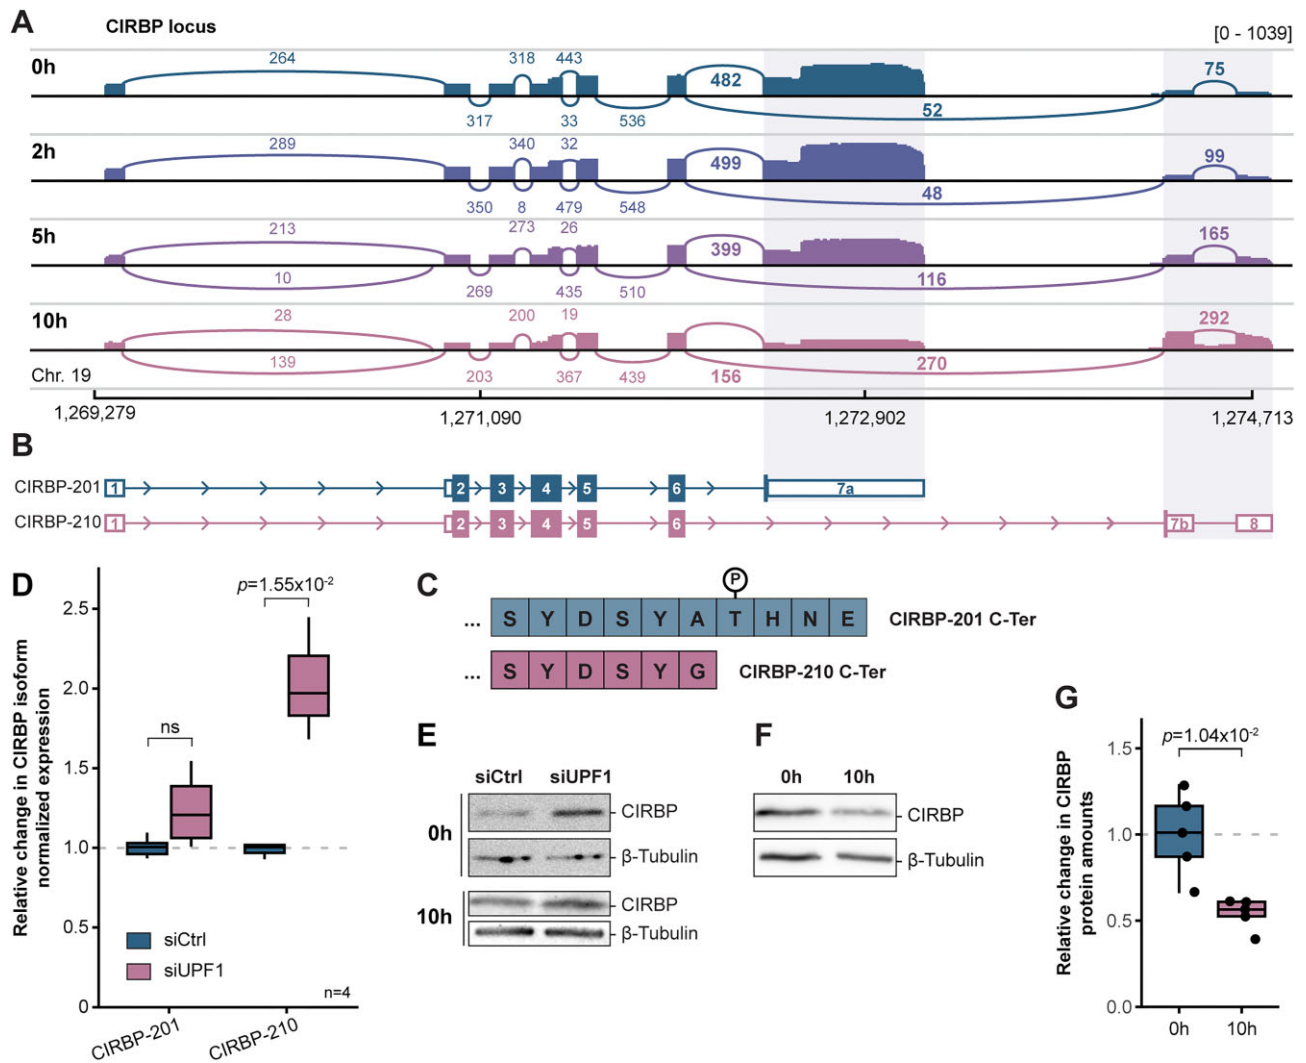 A
CIRBP locus
[0 - 1039]
0h
264
318
443
482
75
317
33
536
52
2h
289
340
32
499
99
350
8
479
548
48
5h
213
273
26
399
165
10
269
435
510
116
10h
28
200
19
292
139
203
367
439
156
270
Chr. 19
1,269,279
1,271,090
1,272,902
1,274,713
B
CIRBP-201
1
2
3
4
5
6
7a
CIRBP-210
1
2
3
4
5
6
7b
8
D
Relative change in CIRBP isoform
normalized expression
2.5
2.0
1.5
1.0
0.5
0
ns
p=1.55x10⁻²
siCtrl
siUPF1
n=4
CIRBP-201
CIRBP-210
C
P
... S Y D S Y A T H N E CIRBP-201 C-Ter
... S Y D S Y G CIRBP-210 C-Ter
E
siCtrl siUPF1
0h
CIRBP
β-Tubulin
10h
CIRBP
β-Tubulin
F
0h 10h
CIRBP
β-Tubulin
G
Relative change in CIRBP
protein amounts
1.5
1.0
0.5
0.0
p=1.04x10⁻²
0h
10h